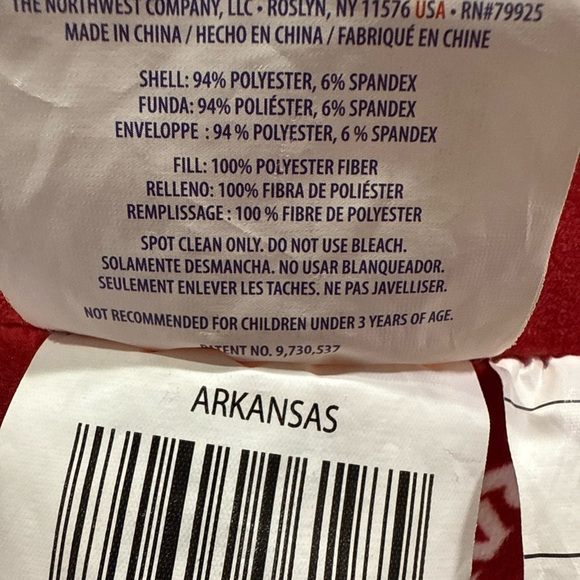 THE NORTHWEST COMPANY, LLC • ROSLYN, NY 11576 USA • RN#79925
MADE IN CHINA / HECHO EN CHINA / FABRIQUÉ EN CHINE
SHELL: 94% POLYESTER, 6% SPANDEX
FUNDA: 94% POLIÉSTER, 6% SPANDEX
ENVELOPPE : 94 % POLYESTER, 6 % SPANDEX
FILL: 100% POLYESTER FIBER
RELLENO: 100% FIBRA DE POLIÉSTER
REMPLISSAGE : 100 % FIBRE DE POLYESTER
SPOT CLEAN ONLY. DO NOT USE BLEACH.
SOLAMENTE DESMANCHA. NO USAR BLANQUEADOR.
SEULEMENT ENLEVER LES TACHES. NE PAS JAVELLISER.
NOT RECOMMENDED FOR CHILDREN UNDER 3 YEARS OF AGE.
PATENT NO. 9,730,537
ARKANSAS